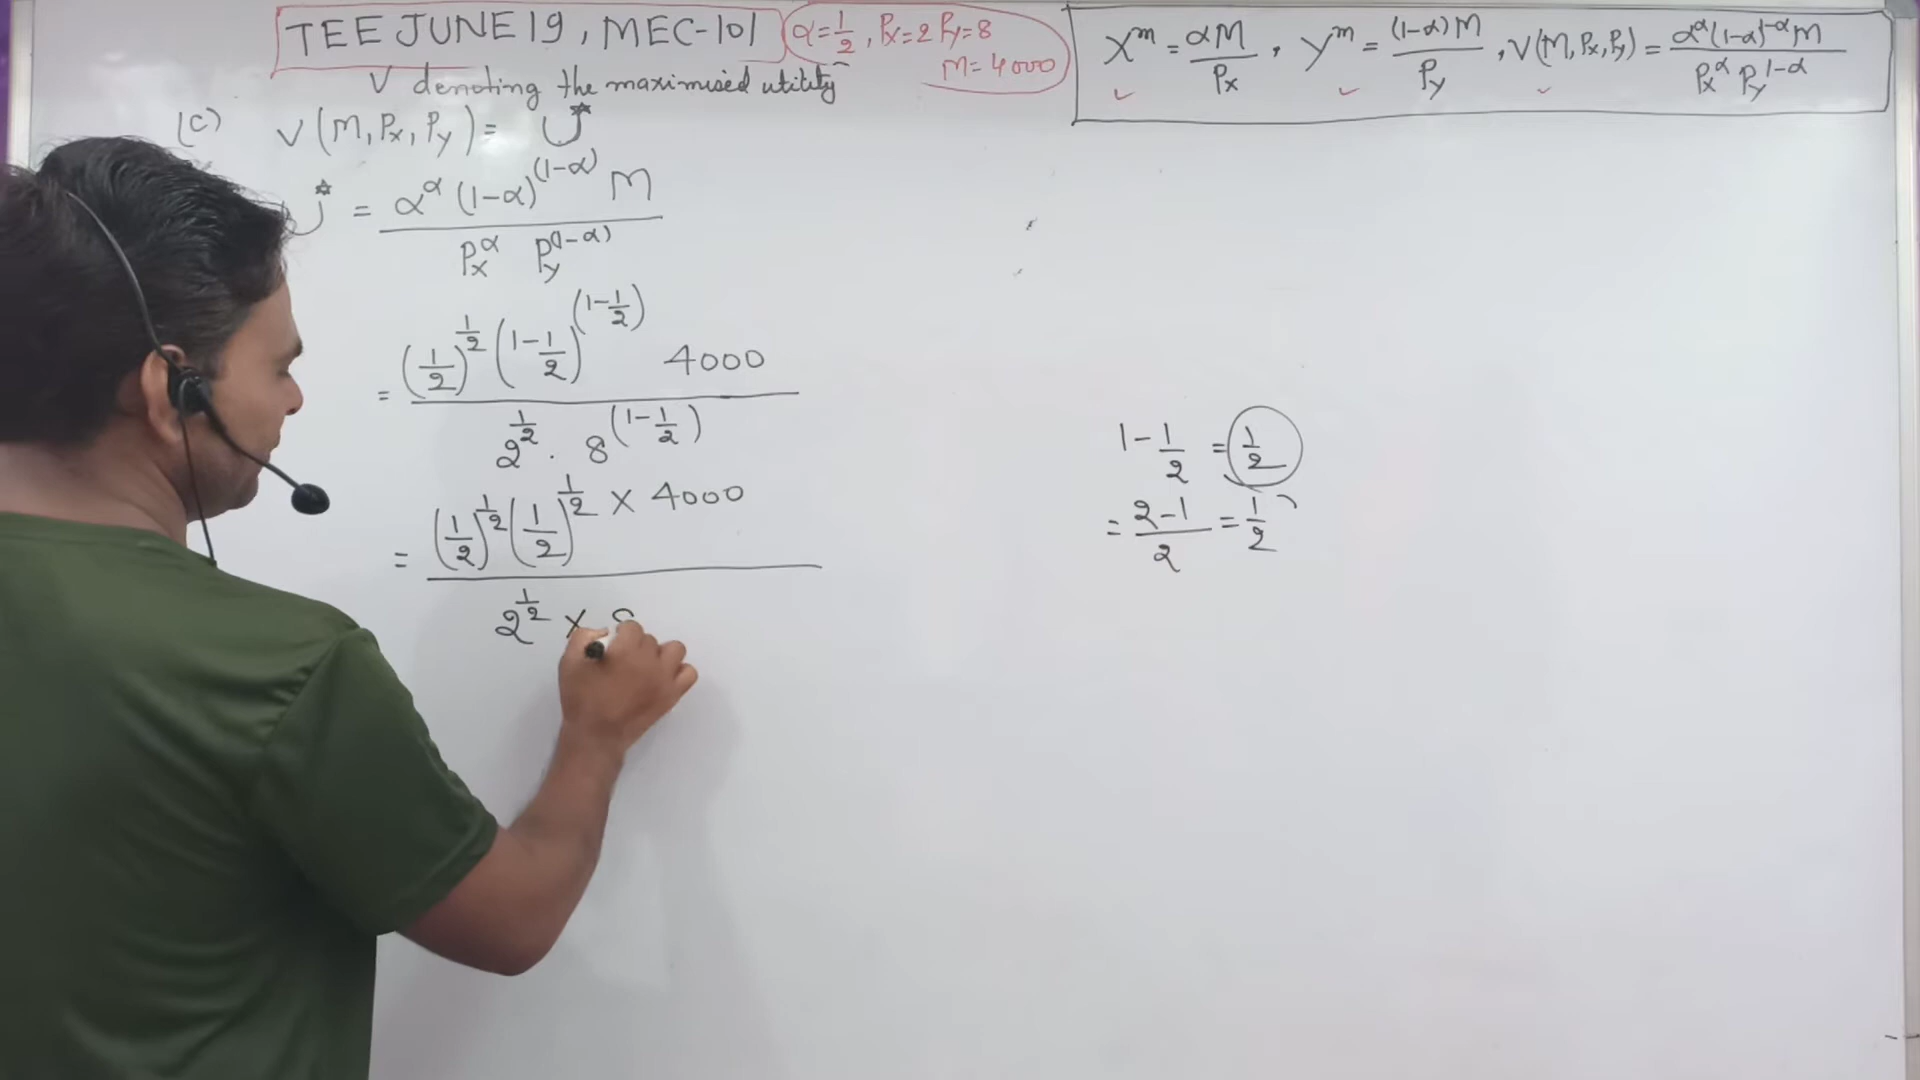 TEE JUNE 19, MEC-101
α = 1/2, Px = 2 Py = 8
M = 4000
X^m = αM/Px, Y^m = (1-α)M/Py, V(M, Px, Py) = α^α (1-α)^(1-α) M / Px^α Py^(1-α)
V denoting the maximised utility
(c) V(M, Px, Py) = U*
U* = α^α (1-α)^(1-α) M / Px^α Py^(1-α)
= (1/2)^(1/2) (1-1/2)^(1-1/2) 4000 / 2^(1/2) . 8^(1-1/2)
= (1/2)^(1/2) (1/2)^(1/2) × 4000 / 2^(1/2) × 8
1 - 1/2 = 1/2
= (2-1)/2 = 1/2